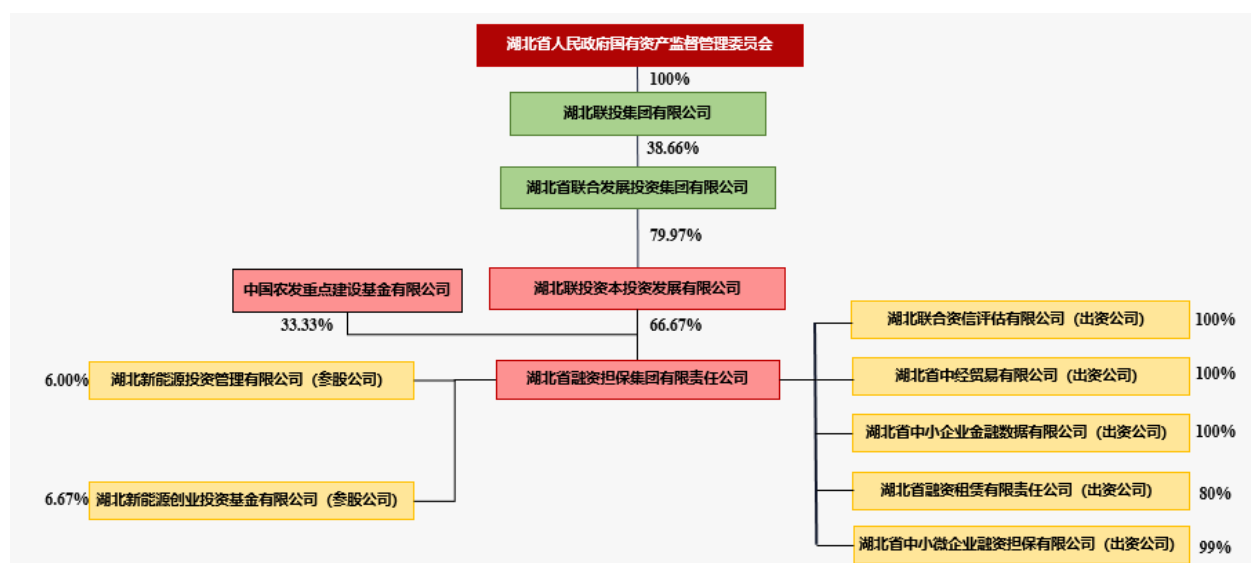 湖北省人民政府国有资产监督管理委员会
100%
湖北联投集团有限公司
38.66%
湖北省联合发展投资集团有限公司
79.97%
中国农发重点建设基金有限公司
湖北联投资本投资发展有限公司
33.33%
66.67%
湖北联合资信评估有限公司（出资公司） 100%
6.00% 湖北新能源投资管理有限公司（参股公司）
湖北省融资担保集团有限责任公司
湖北省中经贸易有限公司（出资公司） 100%
湖北省中小企业金融数据有限公司（出资公司） 100%
6.67% 湖北新能源创业投资基金有限公司（参股公司）
湖北省融资租赁有限责任公司（出资公司） 80%
湖北省中小微企业融资担保有限公司（出资公司） 99%